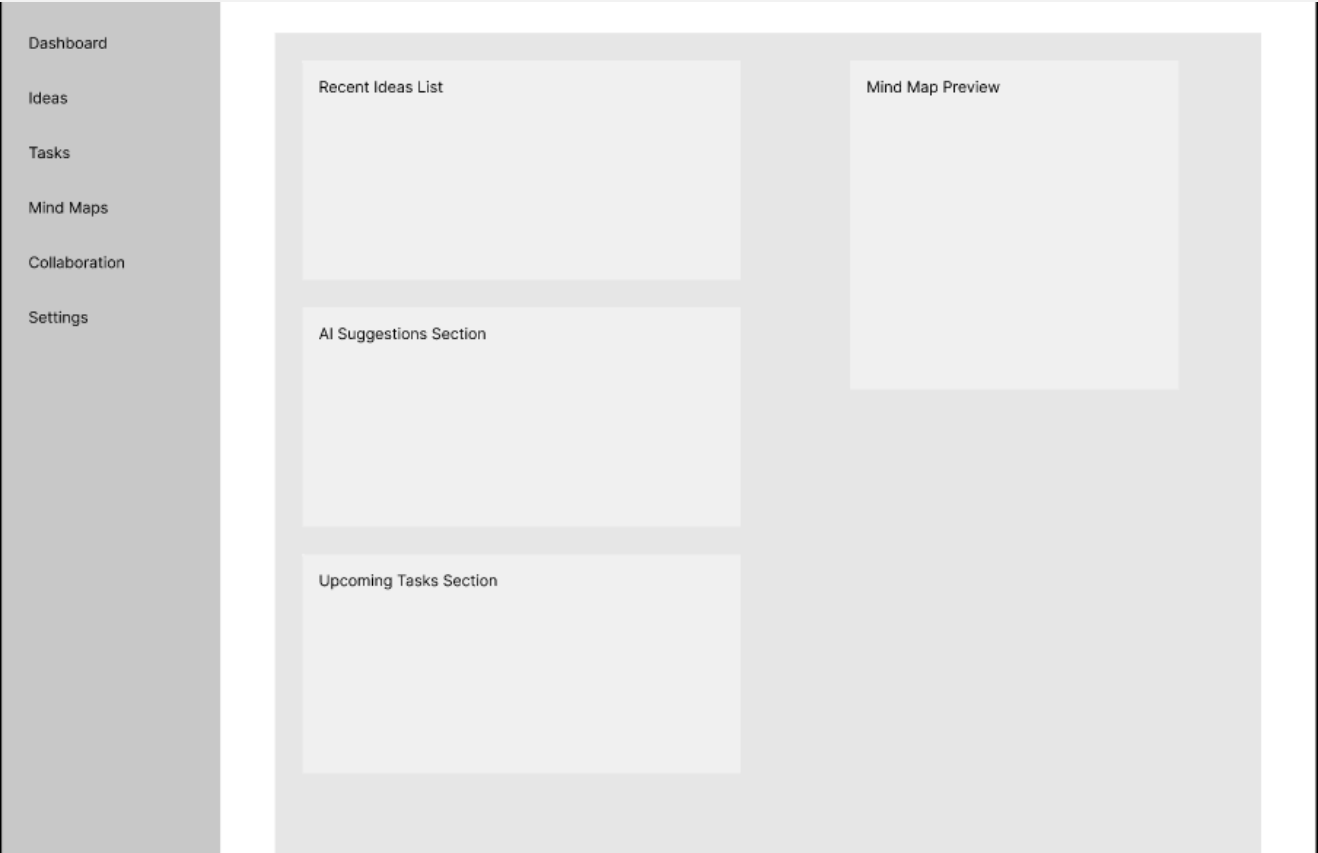 Dashboard
Ideas
Tasks
Mind Maps
Collaboration
Settings
Recent Ideas List
AI Suggestions Section
Upcoming Tasks Section
Mind Map Preview